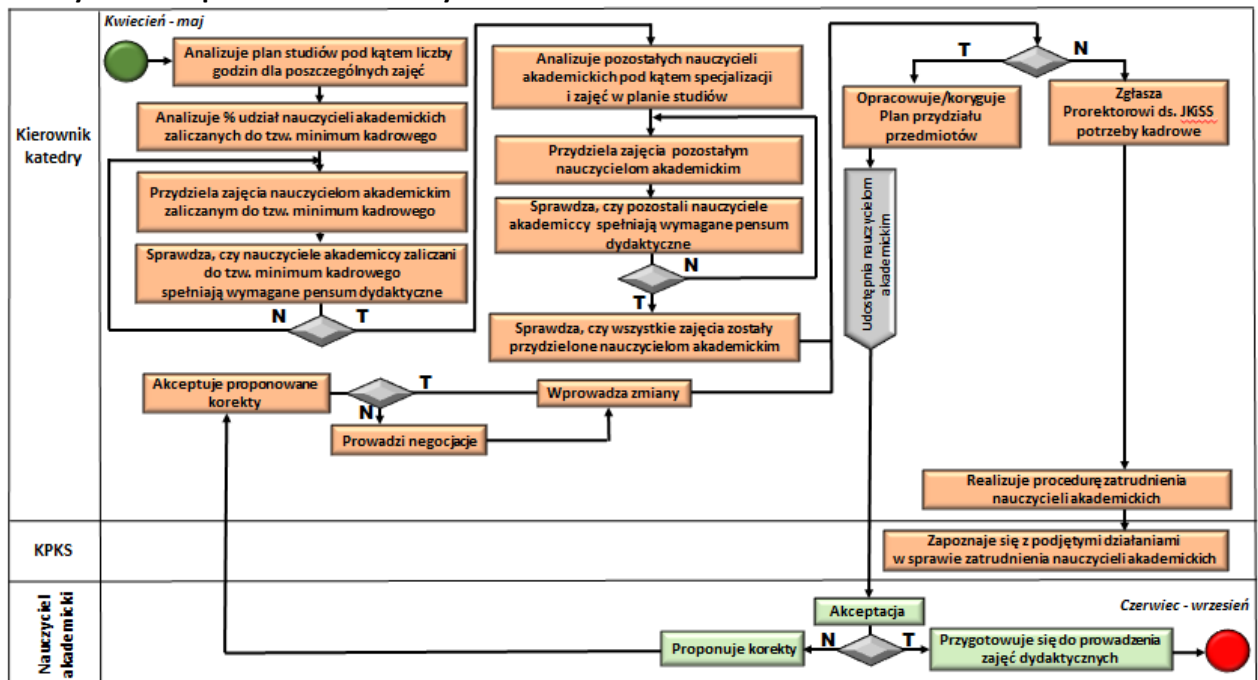 Kwiecień - maj
Kierownik
katedry
Analizuje plan studiów pod kątem liczby
godzin dla poszczególnych zajęć
Analizuje % udział nauczycieli akademickich
zaliczanych do tzw. minimum kadrowego
Przydziela zajęcia nauczycielom akademickim
zaliczanym do tzw. minimum kadrowego
Sprawdza, czy nauczyciele akademiccy zaliczani
do tzw. minimum kadrowego
spełniają wymagane pensum dydaktyczne
N
T
Analizuje pozostałych nauczycieli
akademickich pod kątem specjalizacji
i zajęć w planie studiów
Przydziela zajęcia pozostałym
nauczycielom akademickim
Sprawdza, czy pozostali nauczyciele
akademiccy spełniają wymagane pensum
dydaktyczne
N
T
Sprawdza, czy wszystkie zajęcia zostały
przydzielone nauczycielom akademickim
T
N
Opracowuje/koryguje
Plan przydziału
przedmiotów
Zgłasza
Prorektorowi ds. JKiSS
potrzeby kadrowe
Udostępnia nauczycielom
akademickim
Akceptuje proponowane
korekty
T
N
Wprowadza zmiany
Prowadzi negocjacje
Realizuje procedurę zatrudnienia
nauczycieli akademickich
KPKS
Zapoznaje się z podjętymi działaniami
w sprawie zatrudnienia nauczycieli akademickich
Nauczyciel
akademicki
Akceptacja
Czerwiec - wrzesień
N
T
Proponuje korekty
Przygotowuje się do prowadzenia
zajęć dydaktycznych